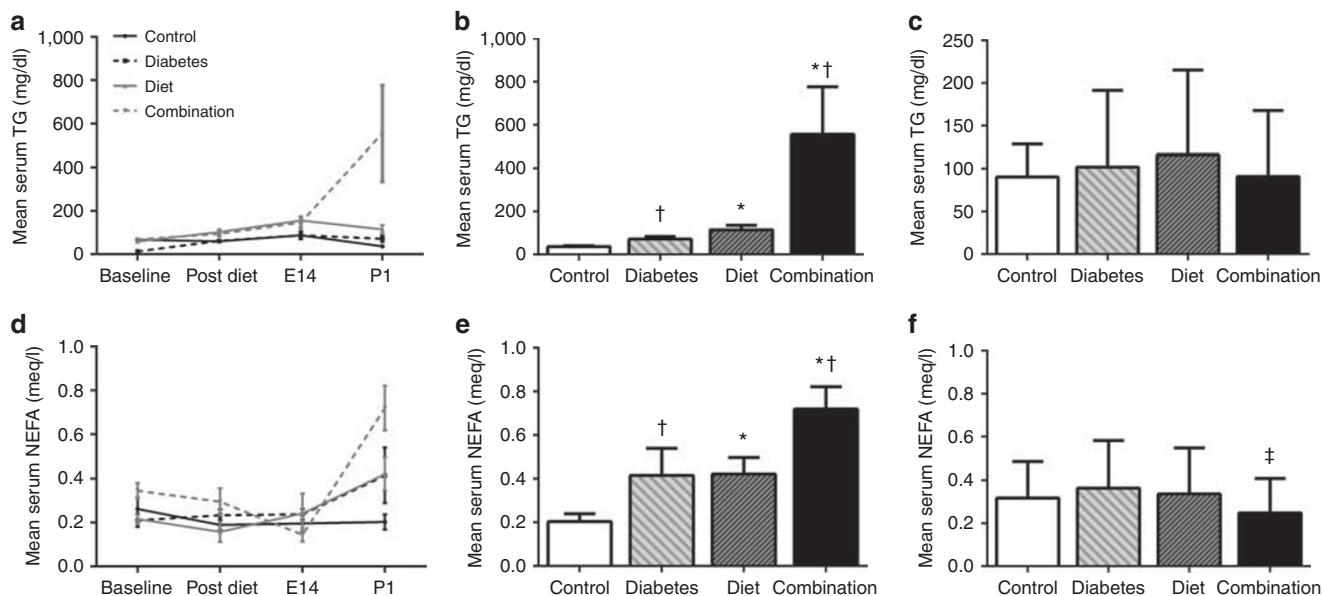 a
Mean serum TG (mg/dl)
1,000
800
600
400
200
0
Control
Diabetes
Diet
Combination
Baseline Post diet E14 P1
b
Mean serum TG (mg/dl)
1,000
800
600
400
200
0
†
*
*†
Control Diabetes Diet Combination
c
Mean serum TG (mg/dl)
250
200
150
100
50
0
Control Diabetes Diet Combination
d
Mean serum NEFA (meq/l)
1.0
0.8
0.6
0.4
0.2
0.0
Baseline Post diet E14 P1
e
Mean serum NEFA (meq/l)
1.0
0.8
0.6
0.4
0.2
0.0
†
*
*†
Control Diabetes Diet Combination
f
Mean serum NEFA (meq/l)
1.0
0.8
0.6
0.4
0.2
0.0
‡
Control Diabetes Diet Combination